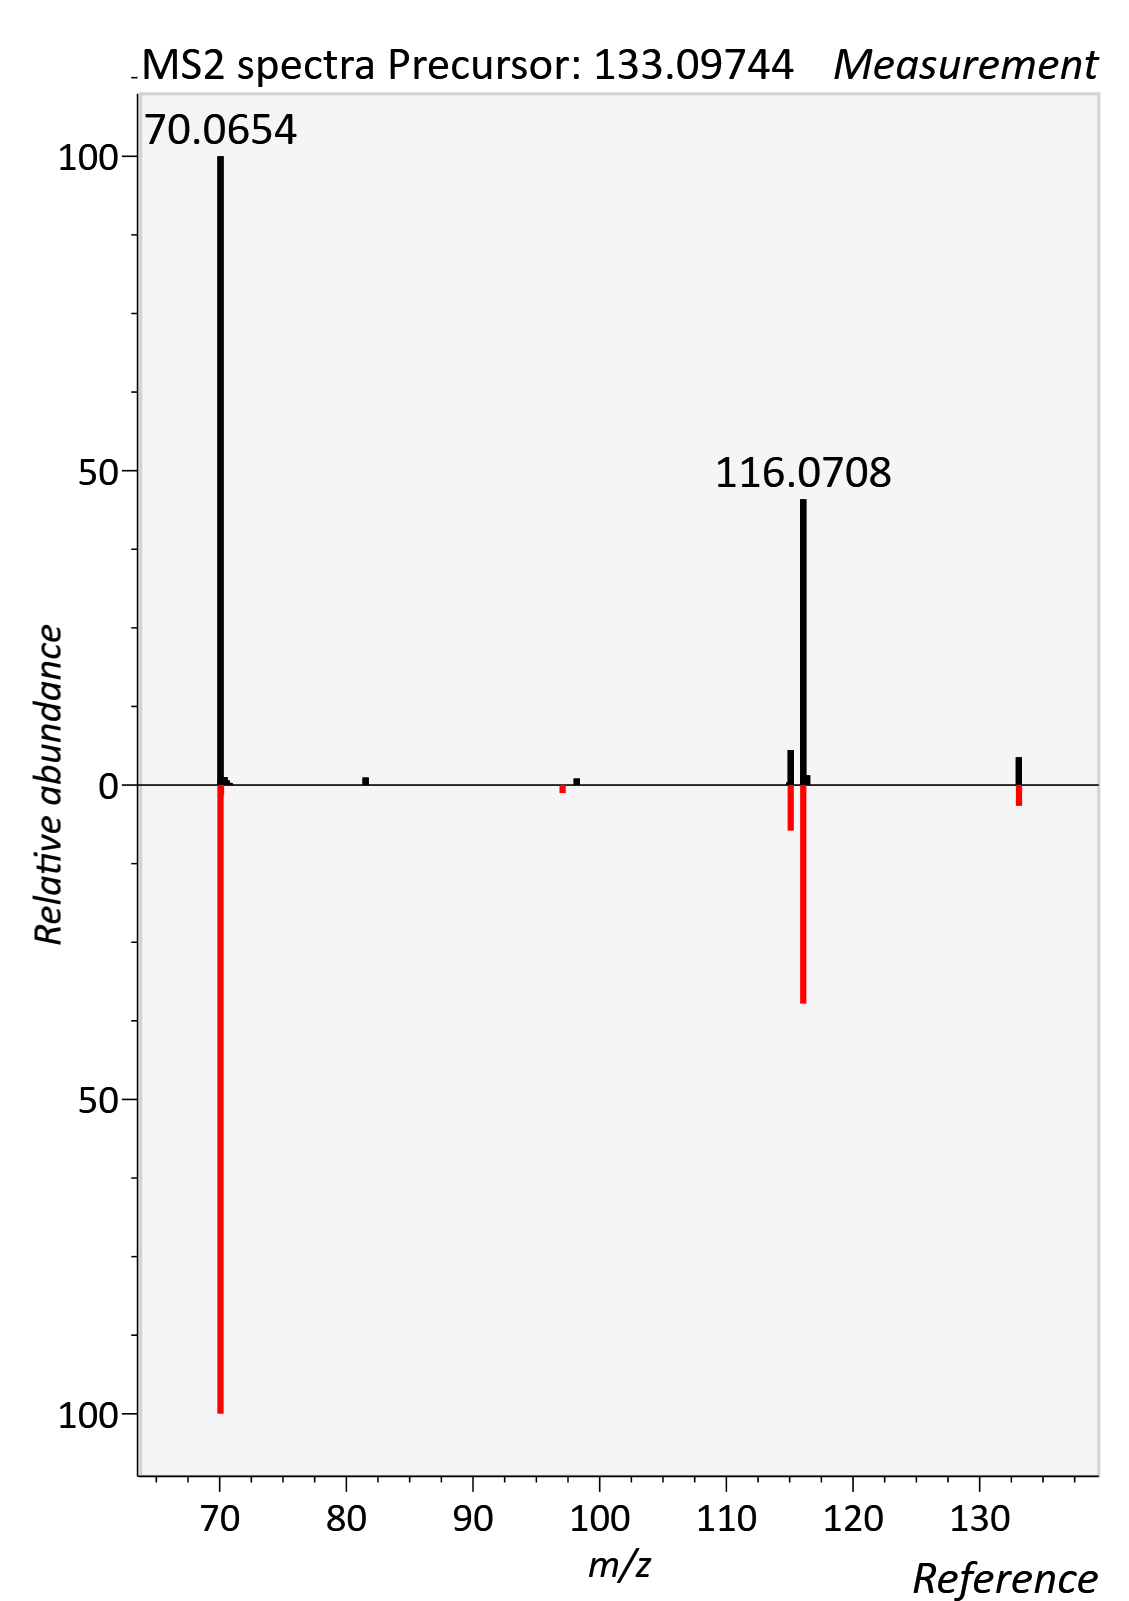 MS2 spectra Precursor: 133.09744 Measurement
70.0654
100
50
116.0708
0
50
100
Relative abundance
70 80 90 100 110 120 130
m/z
Reference